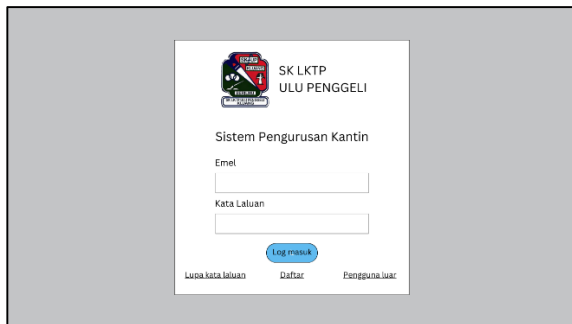 SK LKTP
ULU PENGGELI
Sistem Pengurusan Kantin
Emel
Kata Laluan
Log masuk
Lupa kata laluan
Daftar
Pengguna luar